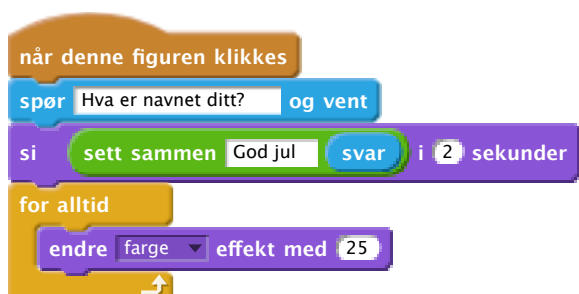 når denne figuren klikkes
spør Hva er navnet ditt? og vent
si sett sammen God jul svar i 2 sekunder
for alltid
endre farge effekt med 25